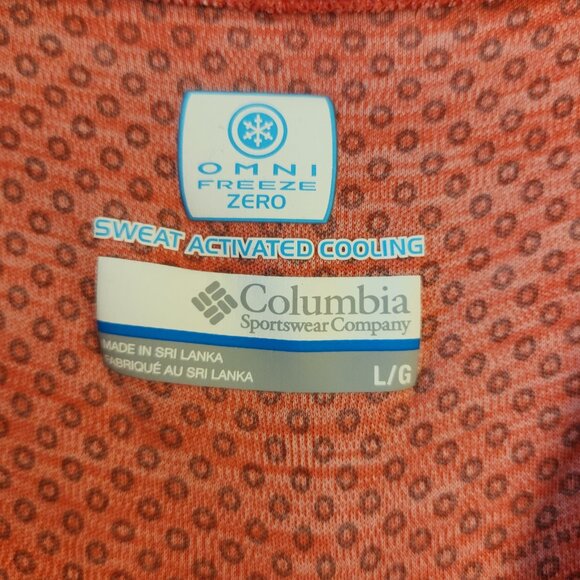 OMNI
FREEZE
ZERO
SWEAT ACTIVATED COOLING
Columbia
Sportswear Company
MADE IN SRI LANKA
FABRIQUÉ AU SRI LANKA
L/G